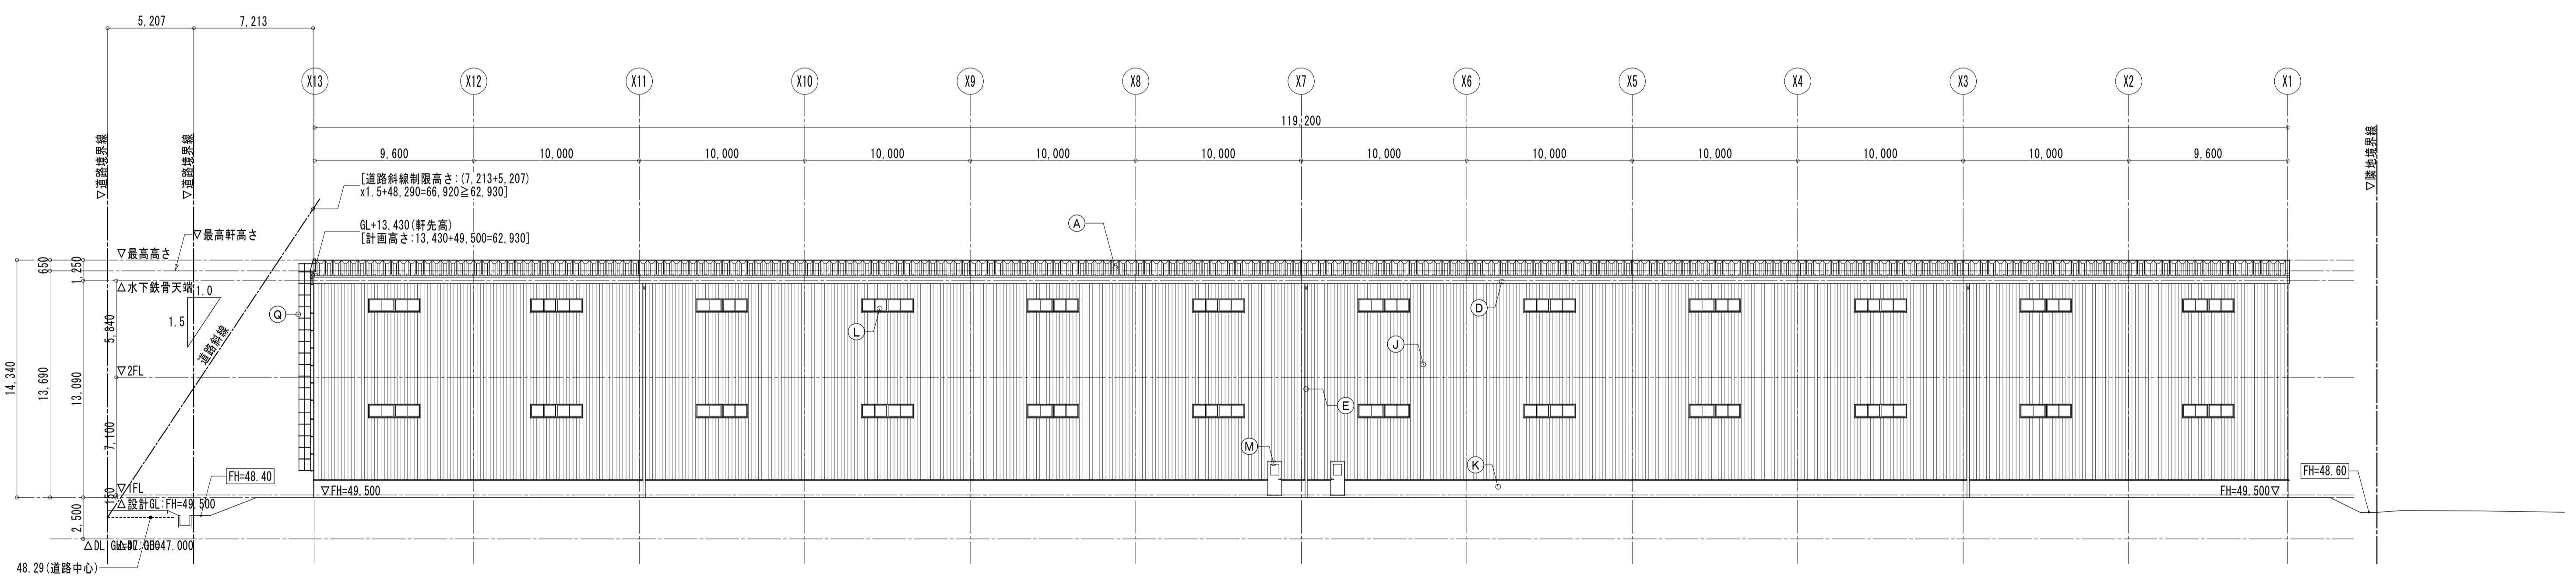 5,207
7,213
X13
X12
X11
X10
X9
X8
X7
X6
X5
X4
X3
X2
X1
119,200
9,600
10,000
10,000
10,000
10,000
10,000
10,000
10,000
10,000
10,000
10,000
9,600
▽道路境界線
▽道路境界線
▽隣地境界線
[道路斜線制限高さ:(7,213+5,207)
x1.5+48,290=66,920≧62,930]
GL+13,430(軒先高)
[計画高さ:13,430+49,500=62,930]
▽最高軒高さ
▽最高高さ
650
1,250
△水下鉄骨天端
1.0
1.5
道路斜線
A
Q
L
D
J
E
M
K
5,840
14,340
13,690
13,090
▽2FL
7,100
FH=48.40
FH=48.60
▽1FL
150
▽FH=49.500
FH=49.500▽
△設計GL:FH=49.500
2,500
48.29(道路中心)